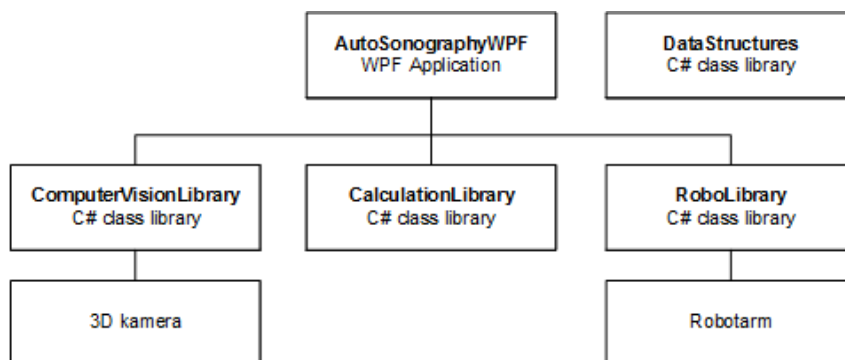 AutoSonographyWPF
WPF Application
DataStructures
C# class library
ComputerVisionLibrary
C# class library
CalculationLibrary
C# class library
RoboLibrary
C# class library
3D kamera
Robotarm